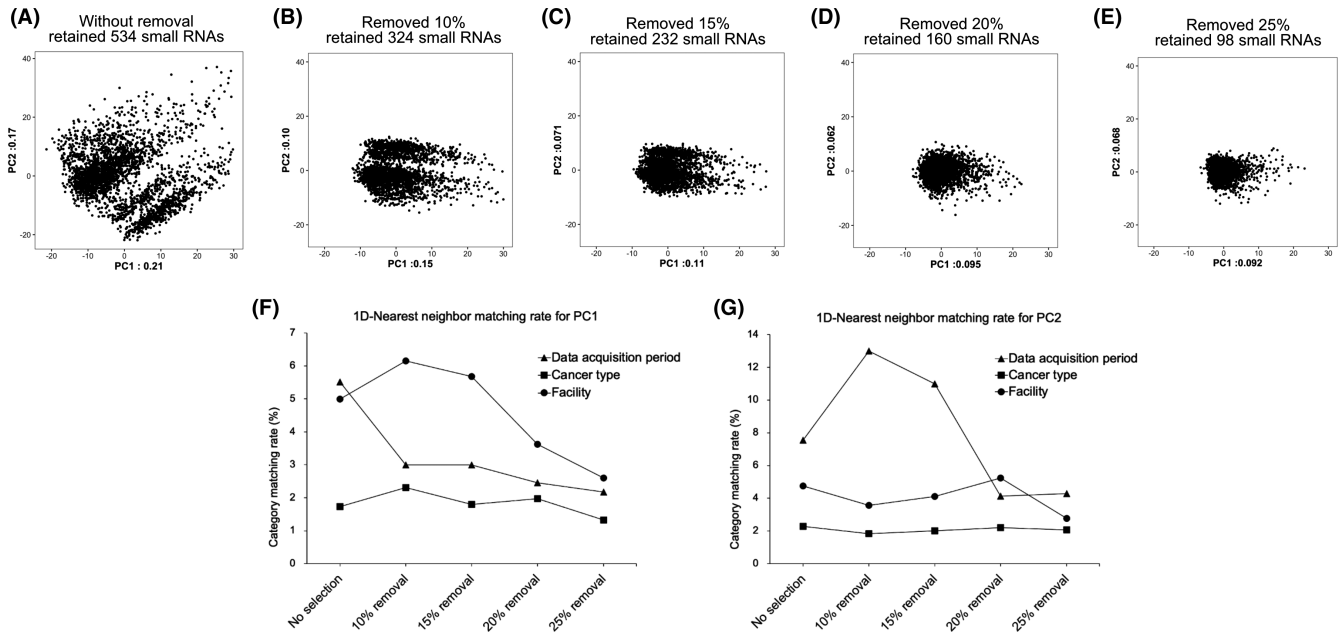 (A)
Without removal
retained 534 small RNAs
40
20
0
-20
-20
-10
0
10
20
30
PC2 :0.17
PC1 : 0.21
(B)
Removed 10%
retained 324 small RNAs
40
20
0
-20
-20
-10
0
10
20
30
PC2 :0.10
PC1 :0.15
(C)
Removed 15%
retained 232 small RNAs
40
20
0
-20
-20
-10
0
10
20
30
PC2 :0.071
PC1 :0.11
(D)
Removed 20%
retained 160 small RNAs
40
20
0
-20
-20
-10
0
10
20
30
PC2 :0.062
PC1 :0.095
(E)
Removed 25%
retained 98 small RNAs
40
20
0
-20
-20
-10
0
10
20
30
PC2 :0.068
PC1 :0.092
(F)
1D-Nearest neighbor matching rate for PC1
7
6
5
4
3
2
1
0
Category matching rate (%)
Data acquisition period
Cancer type
Facility
No selection
10% removal
15% removal
20% removal
25% removal
(G)
1D-Nearest neighbor matching rate for PC2
14
12
10
8
6
4
2
0
Category matching rate (%)
Data acquisition period
Cancer type
Facility
No selection
10% removal
15% removal
20% removal
25% removal